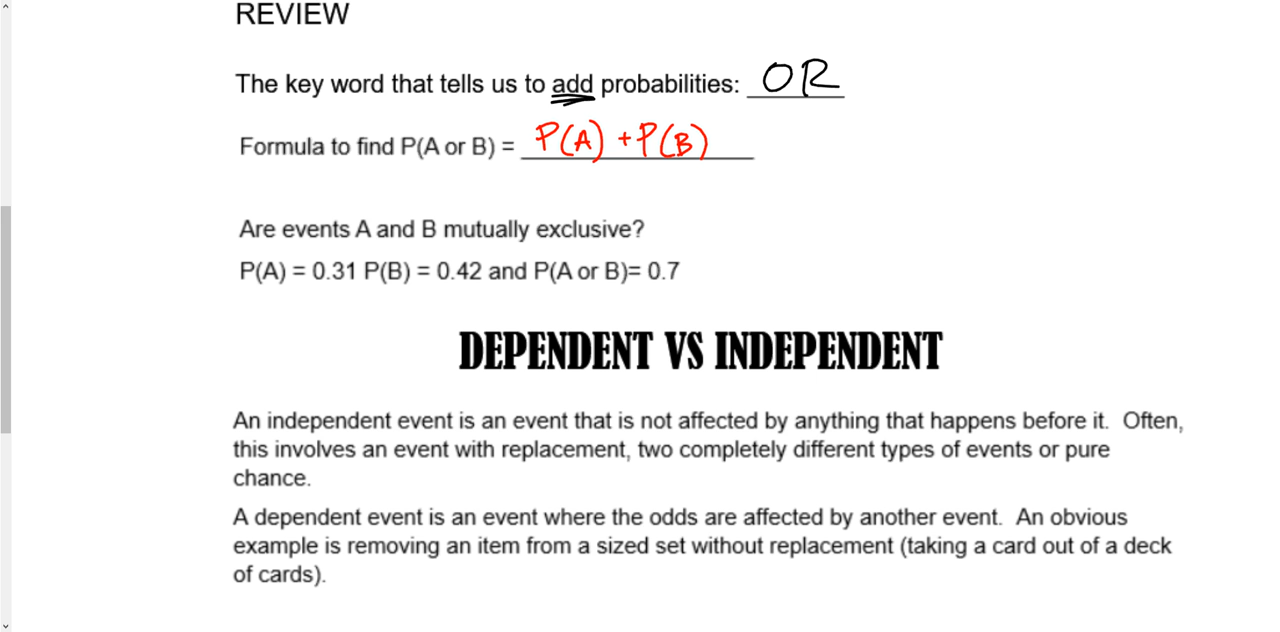 REVIEW
The key word that tells us to add probabilities: OR
Formula to find P(A or B) = P(A) + P(B)
Are events A and B mutually exclusive?
P(A) = 0.31 P(B) = 0.42 and P(A or B)= 0.7
DEPENDENT VS INDEPENDENT
An independent event is an event that is not affected by anything that happens before it. Often,
this involves an event with replacement, two completely different types of events or pure
chance.
A dependent event is an event where the odds are affected by another event. An obvious
example is removing an item from a sized set without replacement (taking a card out of a deck
of cards).